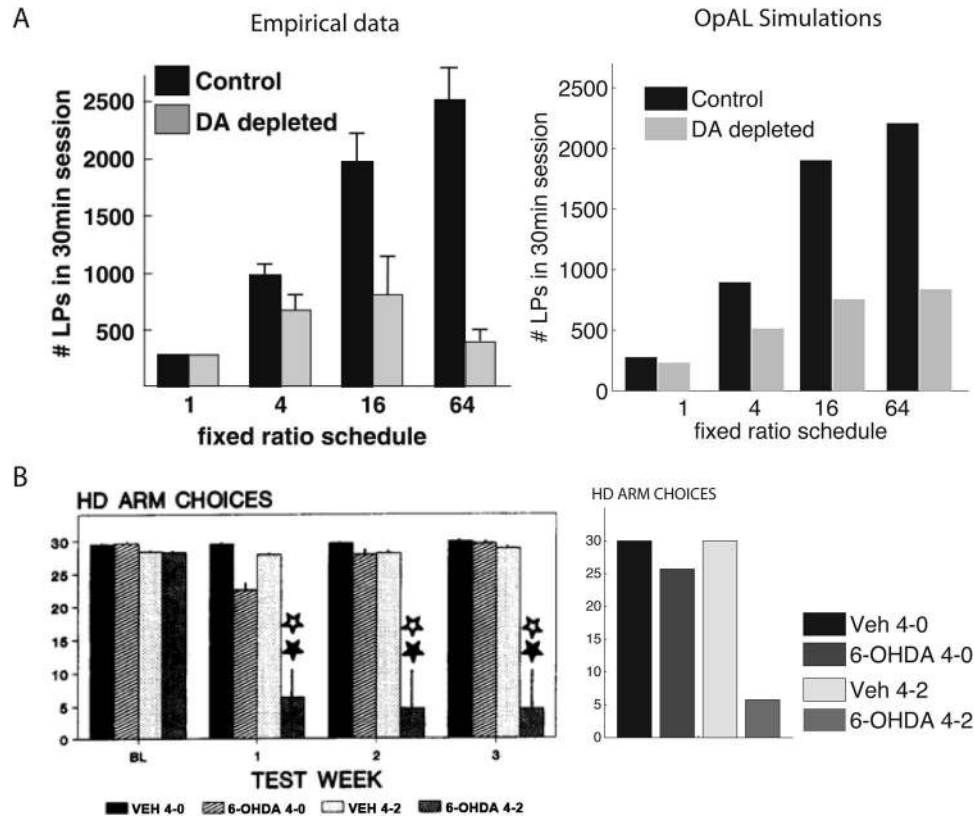 A
Empirical data
Control
DA depleted
# LPs in 30min session
2500
2000
1500
1000
500
1 4 16 64
fixed ratio schedule
OpAL Simulations
Control
DA depleted
# LPs in 30min session
2500
2000
1500
1000
500
0
1 4 16 64
fixed ratio schedule
B
HD ARM CHOICES
30
25
20
15
10
5
0
BL 1 2 3
TEST WEEK
VEH 4-0 6-OHDA 4-0 VEH 4-2 6-OHDA 4-2
HD ARM CHOICES
30
25
20
15
10
5
0
Veh 4-0
6-OHDA 4-0
Veh 4-2
6-OHDA 4-2